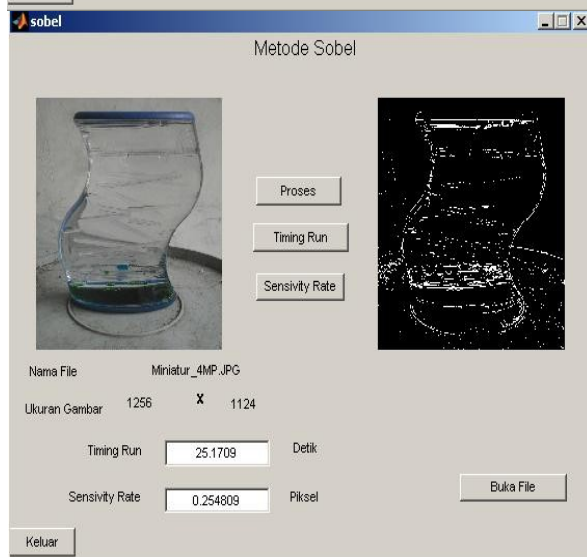 sobel
Metode Sobel
Proses
Timing Run
Sensivity Rate
Nama File Miniatur_4MP.JPG
Ukuran Gambar 1256 X 1124
Timing Run 25.1709 Detik
Sensivity Rate 0.254809 Piksel
Buka File
Keluar